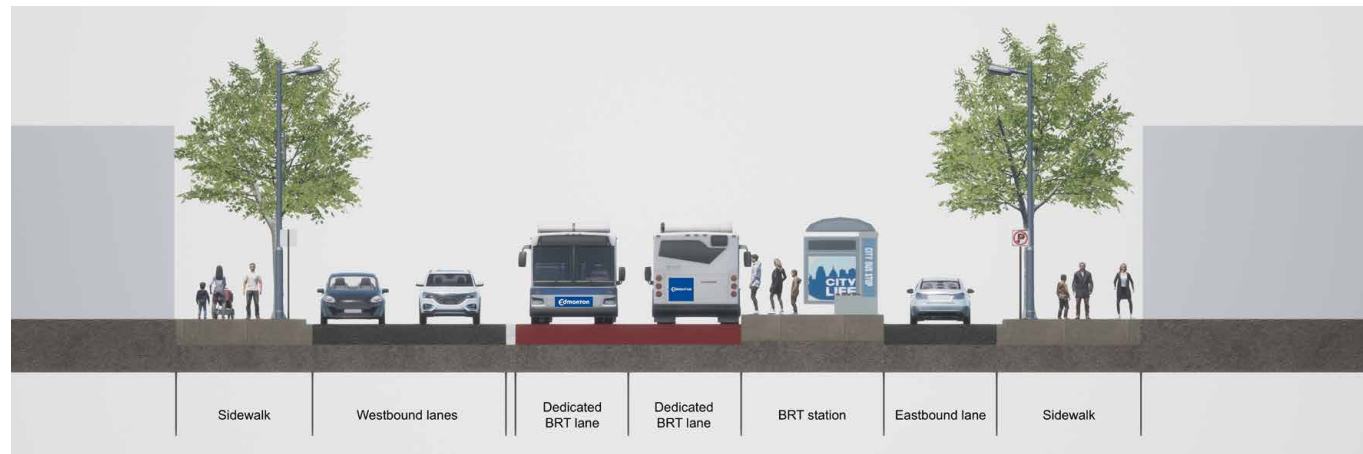 Edmonton
Edmonton
CITY
LIFE
CITY BUS STOP
P
Sidewalk
Westbound lanes
Dedicated
BRT lane
Dedicated
BRT lane
BRT station
Eastbound lane
Sidewalk